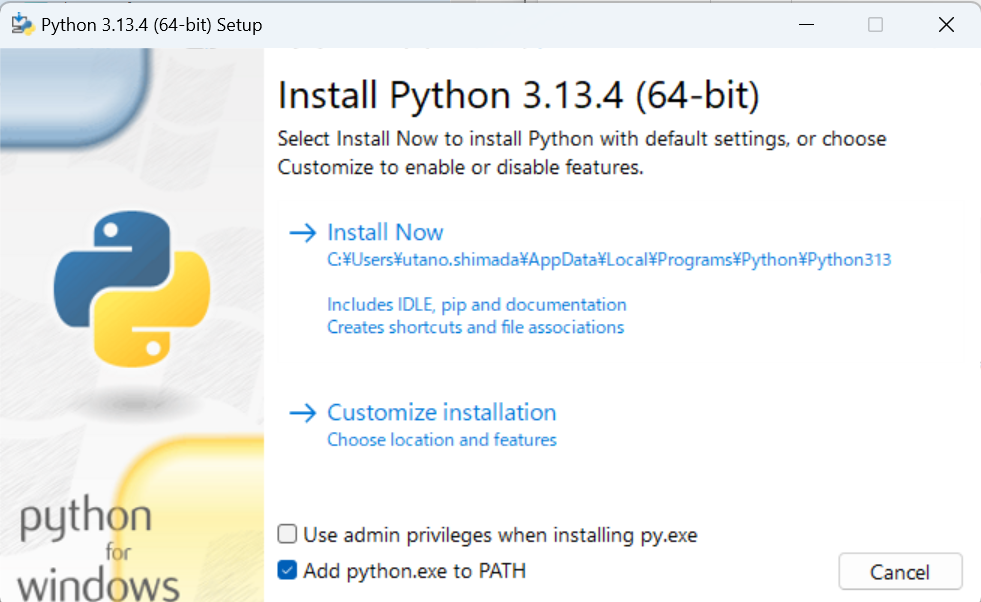 Python 3.13.4 (64-bit) Setup
Install Python 3.13.4 (64-bit)
Select Install Now to install Python with default settings, or choose
Customize to enable or disable features.
Install Now
C:¥Users¥utano.shimada¥AppData¥Local¥Programs¥Python¥Python313
Includes IDLE, pip and documentation
Creates shortcuts and file associations
Customize installation
Choose location and features
python
for
windows
Use admin privileges when installing py.exe
Add python.exe to PATH
Cancel